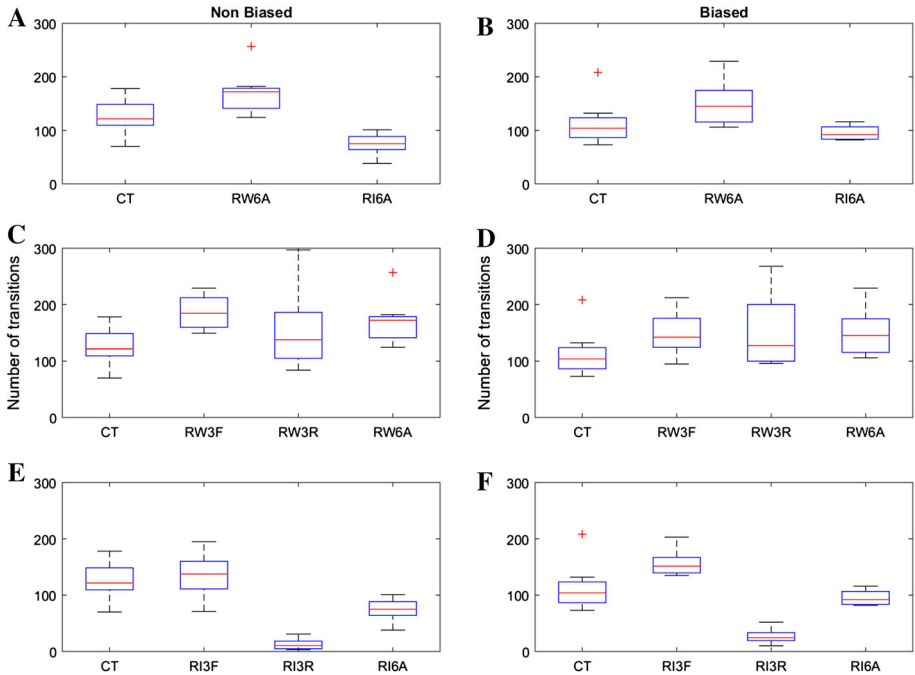 A
Non Biased
300
200
100
0
CT RW6A RI6A
B
Biased
300
200
100
0
CT RW6A RI6A
C
Number of transitions
300
200
100
0
CT RW3F RW3R RW6A
D
Number of transitions
300
200
100
0
CT RW3F RW3R RW6A
E
300
200
100
0
CT RI3F RI3R RI6A
F
300
200
100
0
CT RI3F RI3R RI6A